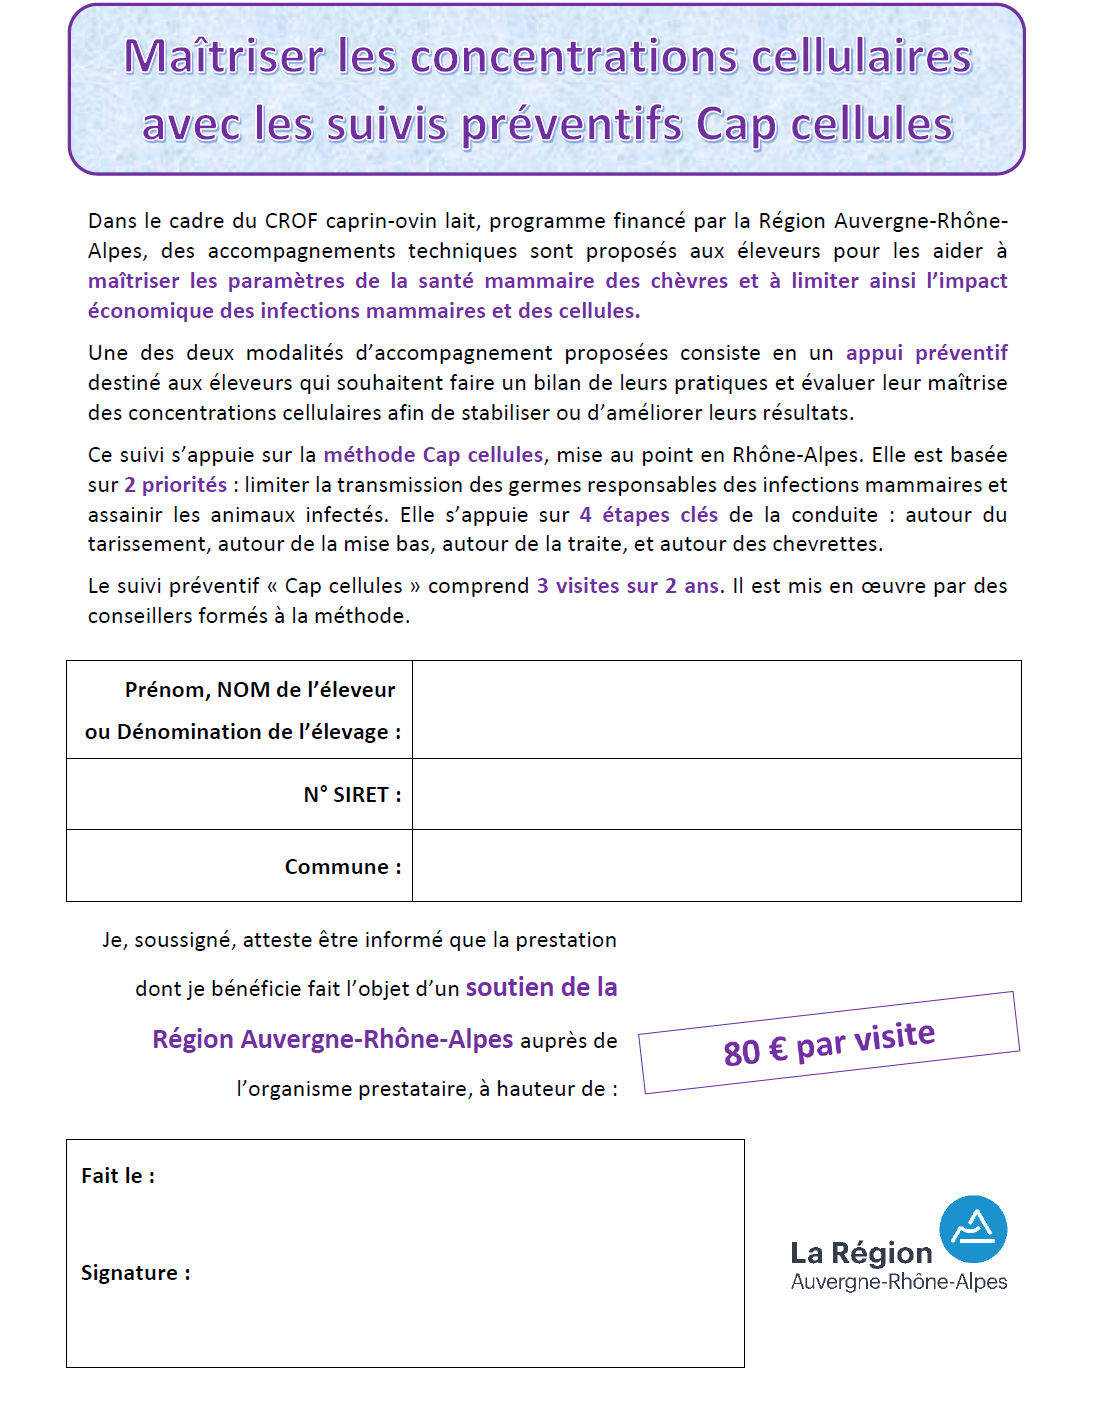 Maîtriser les concentrations cellulaires
avec les suivis préventifs Cap cellules
Dans le cadre du CROF caprin-ovin lait, programme financé par la Région Auvergne-Rhône-
Alpes, des accompagnements techniques sont proposés aux éleveurs pour les aider à
maîtriser les paramètres de la santé mammaire des chèvres et à limiter ainsi l’impact
économique des infections mammaires et des cellules.
Une des deux modalités d’accompagnement proposées consiste en un appui préventif
destiné aux éleveurs qui souhaitent faire un bilan de leurs pratiques et évaluer leur maîtrise
des concentrations cellulaires afin de stabiliser ou d’améliorer leurs résultats.
Ce suivi s’appuie sur la méthode Cap cellules, mise au point en Rhône-Alpes. Elle est basée
sur 2 priorités : limiter la transmission des germes responsables des infections mammaires et
assainir les animaux infectés. Elle s’appuie sur 4 étapes clés de la conduite : autour du
tarissement, autour de la mise bas, autour de la traite, et autour des chevrettes.
Le suivi préventif « Cap cellules » comprend 3 visites sur 2 ans. Il est mis en œuvre par des
conseillers formés à la méthode.
Prénom, NOM de l’éleveur
ou Dénomination de l’élevage :
N° SIRET :
Commune :
Je, soussigné, atteste être informé que la prestation
dont je bénéficie fait l’objet d’un soutien de la
Région Auvergne-Rhône-Alpes auprès de
l’organisme prestataire, à hauteur de :
80 € par visite
Fait le :
Signature :
La Région
Auvergne-Rhône-Alpes